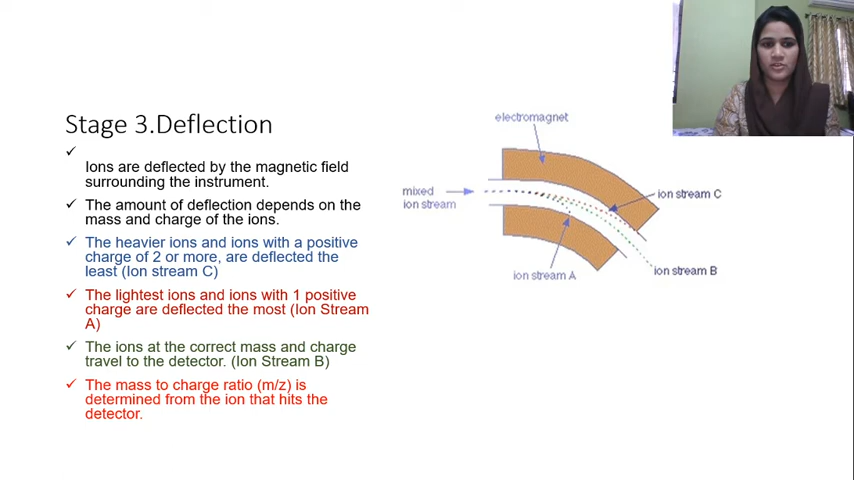 Stage 3.Deflection
✓
Ions are deflected by the magnetic field
surrounding the instrument.
✓ The amount of deflection depends on the
mass and charge of the ions.
✓ The heavier ions and ions with a positive
charge of 2 or more, are deflected the
least (Ion stream C)
✓ The lightest ions and ions with 1 positive
charge are deflected the most (Ion Stream
A)
✓ The ions at the correct mass and charge
travel to the detector. (Ion Stream B)
✓ The mass to charge ratio (m/z) is
determined from the ion that hits the
detector.
electromagnet
mixed
ion stream
ion stream C
ion stream A
ion stream B